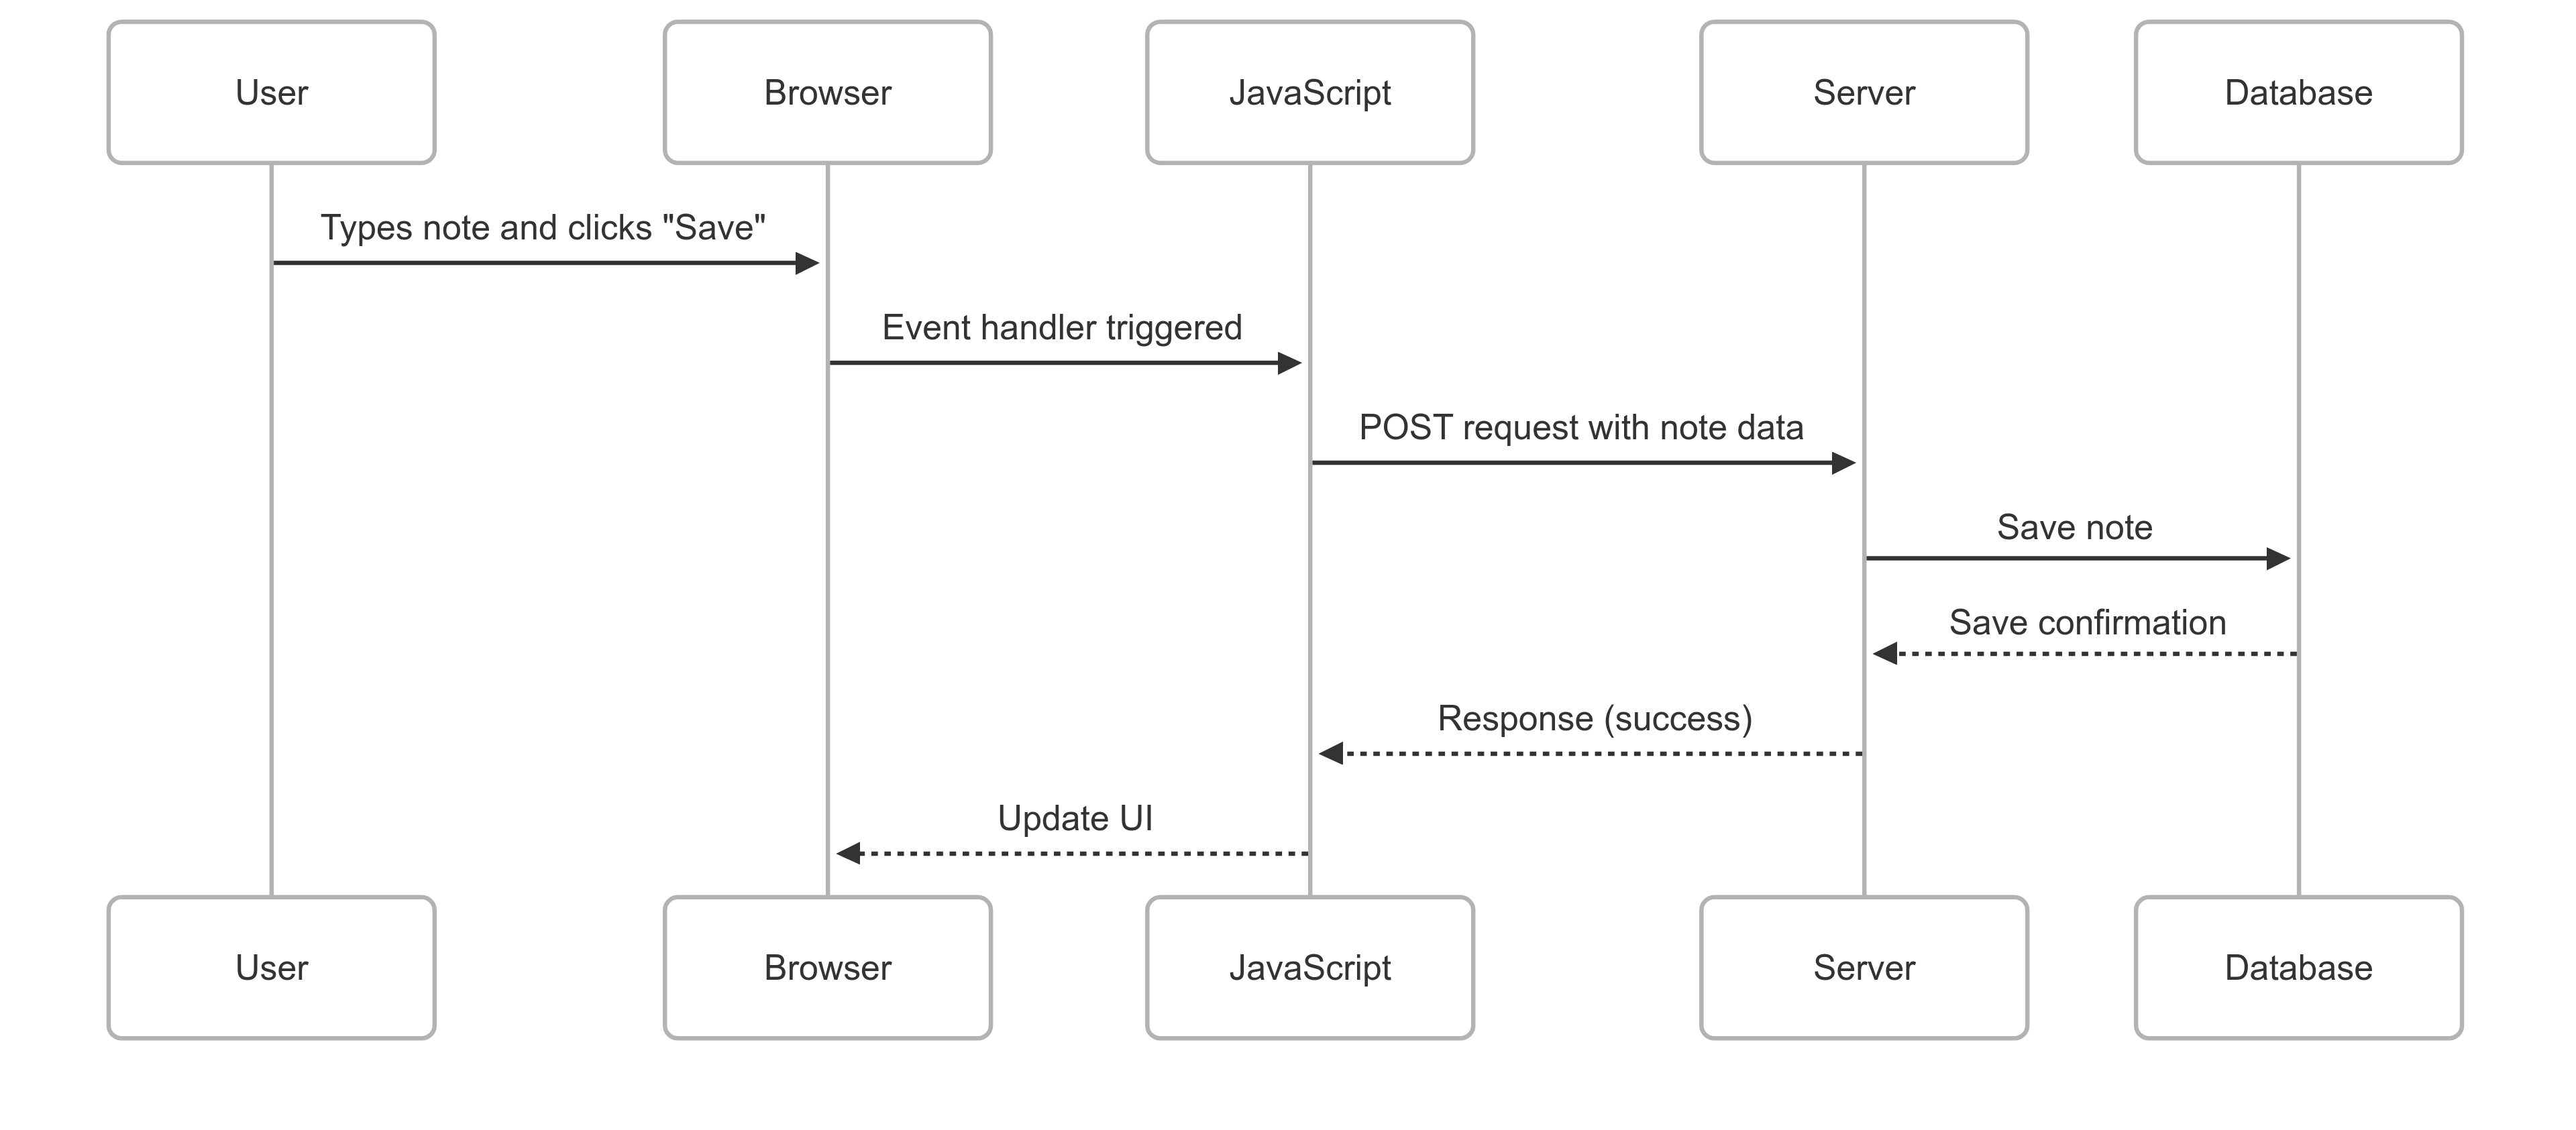 User
Browser
JavaScript
Server
Database
Types note and clicks "Save"
Event handler triggered
POST request with note data
Save note
Save confirmation
Response (success)
Update UI
User
Browser
JavaScript
Server
Database